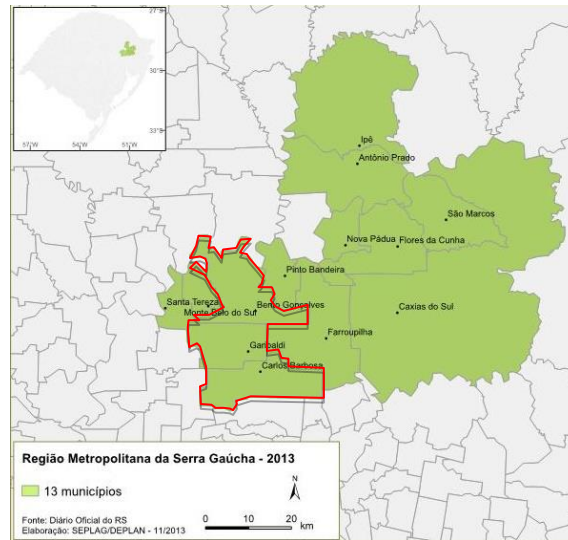 27°S
30°S
33°S
57°W
54°W
51°W
Ipê
Antônio Prado
São Marcos
Nova Pádua
Flores da Cunha
Pinto Bandeira
Santa Tereza
Monte Belo do Sul
Bento Gonçalves
Caxias do Sul
Farroupilha
Garibaldi
Carlos Barbosa
Região Metropolitana da Serra Gaúcha - 2013
13 municípios
N
Fonte: Diário Oficial do RS
Elaboração: SEPLAG/DEPLAN - 11/2013
0 10 20
km